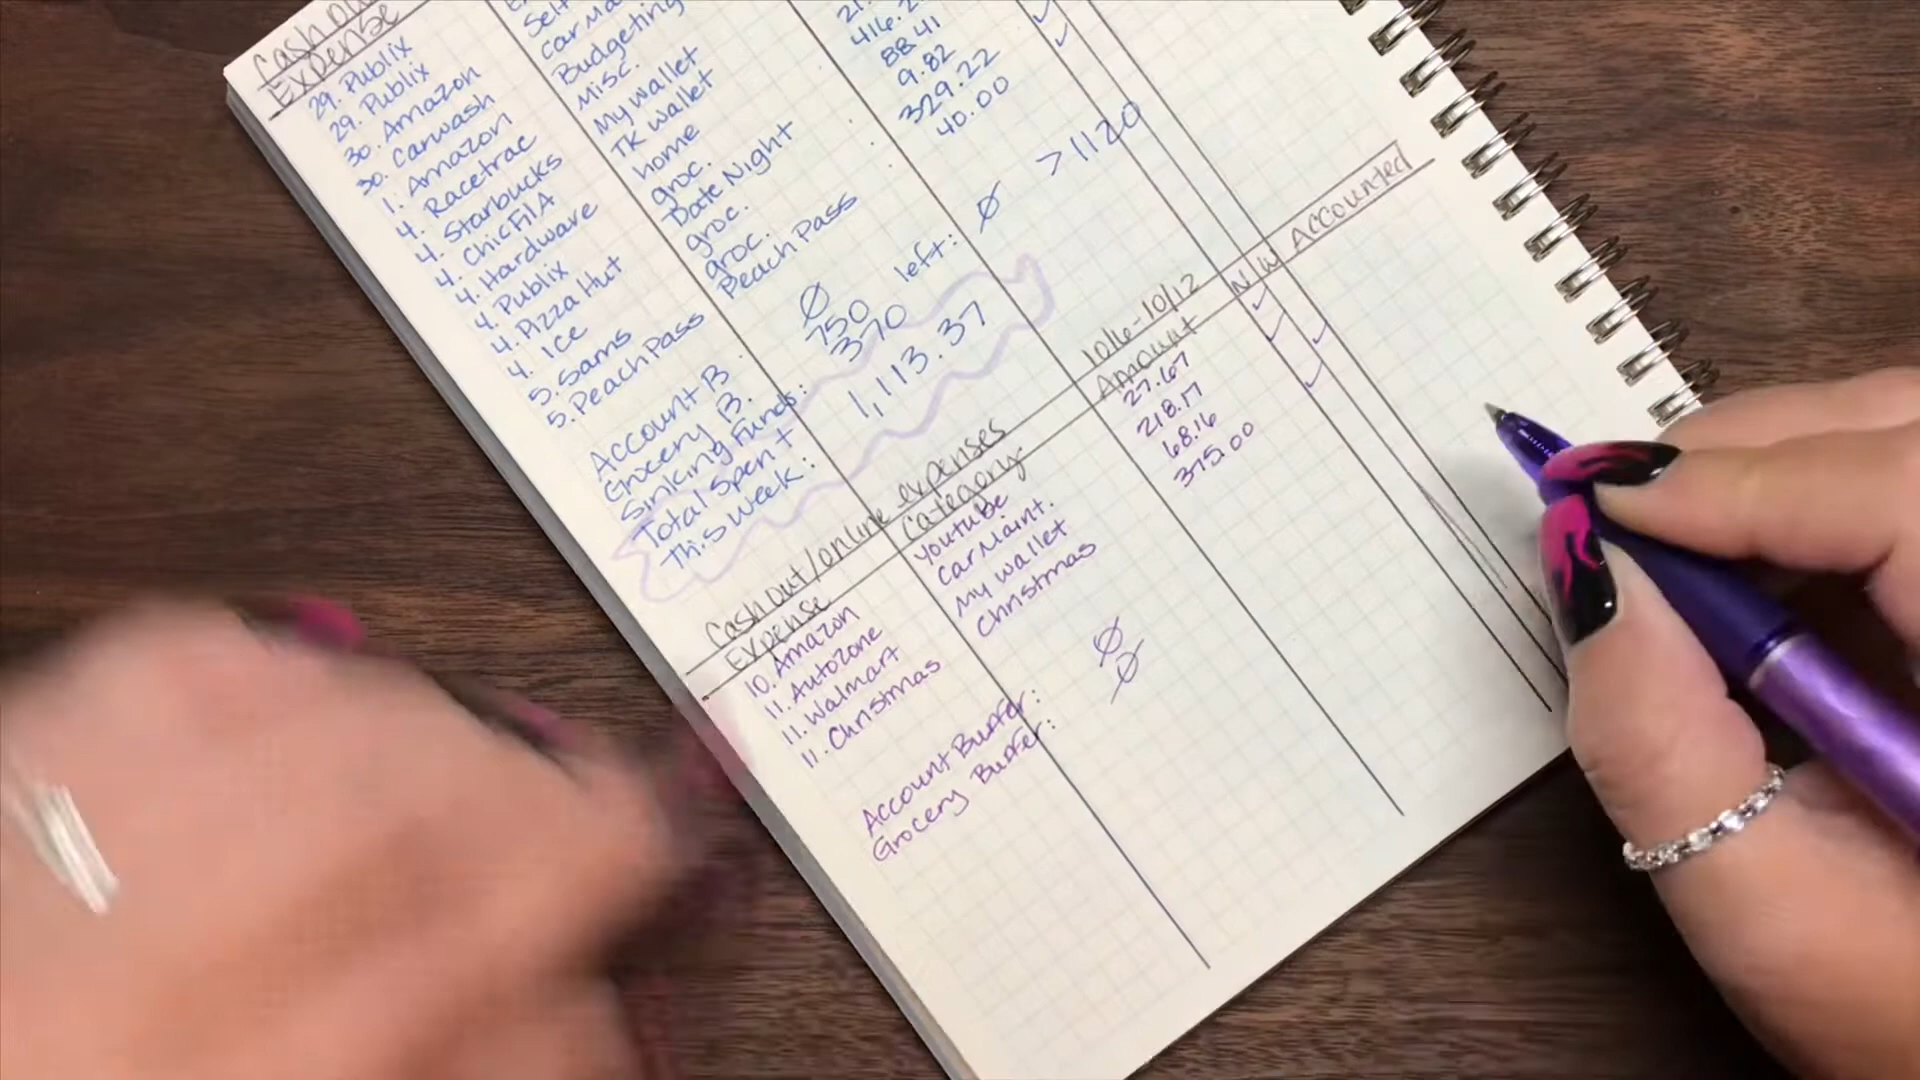 Cash ou
Expense
29. Publix
29. Publix
30. Amazon
30. Carwash
1. Amazon
4. Racetrac
4. Starbucks
4. ChicFilA
4. Hardware
4. Publix
4. Pizza Hut
4. Ice
5. Sams
5. Peach Pass
Self
Car Ma
Budgeting
Misc.
My wallet
TK wallet
home
groc.
Date Night
groc.
groc.
Peach Pass
21.
416.2
88.41
9.82
329.22
40.00
> 1120
Account B. Ø
Grocery B. 750 left: Ø
Sinking Funds: 370
Total Spent
This Week: 1,113.37
Cash Out/online expenses 10/6-10/12
Expense Category Amount N W Accounted
10. Amazon Youtube 27.67 ✓
11. Autozone Car Maint. 218.17 ✓
11. Walmart My wallet 68.16 ✓
11. Christmas Christmas 375.00 ✓
Account Buffer: Ø
Grocery Buffer: Ø